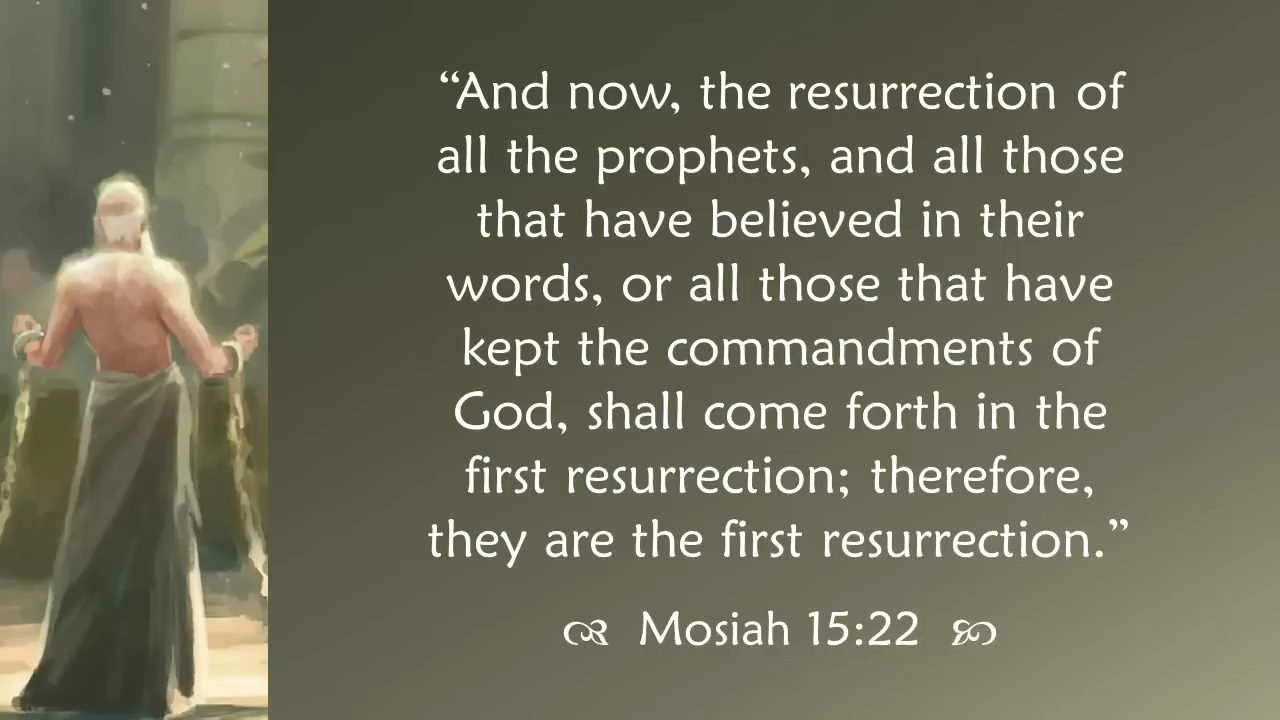 “And now, the resurrection of
all the prophets, and all those
that have believed in their
words, or all those that have
kept the commandments of
God, shall come forth in the
first resurrection; therefore,
they are the first resurrection.”
Mosiah 15:22